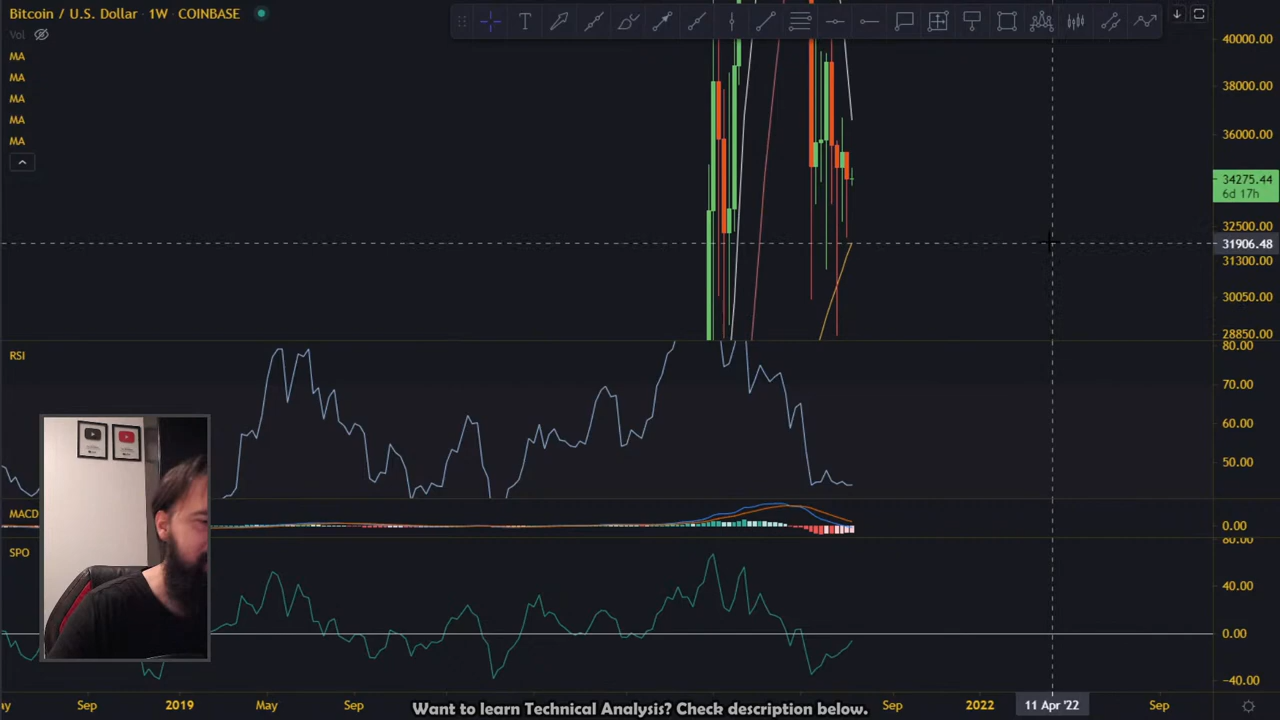 Bitcoin / U.S. Dollar · 1W · COINBASE
Vol
MA
MA
MA
MA
MA
40000.00
38000.00
36000.00
34275.44
6d 17h
32500.00
31906.48
31300.00
30050.00
28850.00
RSI
80.00
70.00
60.00
50.00
MACD
0.00
SPO
80.00
40.00
0.00
-40.00
Sep 2019 May Sep Sep 2022 11 Apr '22 Sep
Want to learn Technical Analysis? Check description below.